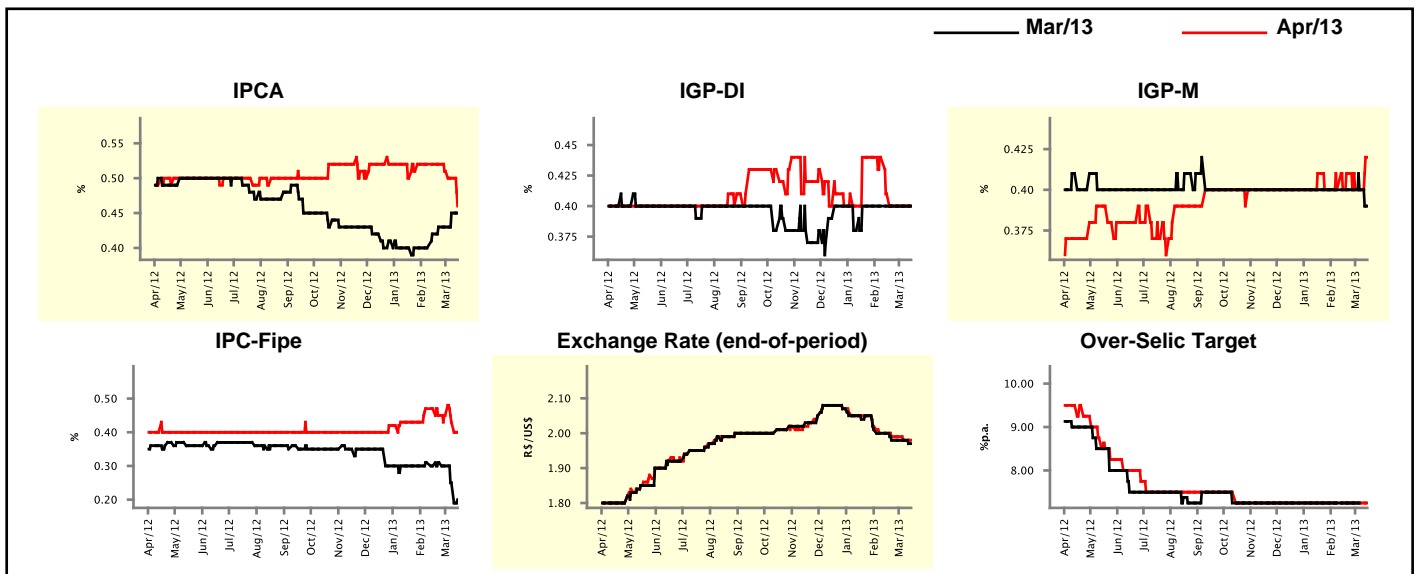 Mar/13 Apr/13
IPCA IGP-DI IGP-M
%
0.55
0.50
0.45
0.40
Apr/12 May/12 Jun/12 Jul/12 Aug/12 Sep/12 Oct/12 Nov/12 Dec/12 Jan/13 Feb/13 Mar/13
%
0.45
0.425
0.40
0.375
Apr/12 May/12 Jun/12 Jul/12 Aug/12 Sep/12 Oct/12 Nov/12 Dec/12 Jan/13 Feb/13 Mar/13
%
0.425
0.40
0.375
Apr/12 May/12 Jun/12 Jul/12 Aug/12 Sep/12 Oct/12 Nov/12 Dec/12 Jan/13 Feb/13 Mar/13
IPC-Fipe Exchange Rate (end-of-period) Over-Selic Target
%
0.50
0.40
0.30
0.20
Apr/12 May/12 Jun/12 Jul/12 Aug/12 Sep/12 Oct/12 Nov/12 Dec/12 Jan/13 Feb/13 Mar/13
R$/US$
2.10
2.00
1.90
1.80
Apr/12 May/12 Jun/12 Jul/12 Aug/12 Sep/12 Oct/12 Nov/12 Dec/12 Jan/13 Feb/13 Mar/13
%p.a.
10.00
9.00
8.00
Apr/12 May/12 Jun/12 Jul/12 Aug/12 Sep/12 Oct/12 Nov/12 Dec/12 Jan/13 Feb/13 Mar/13